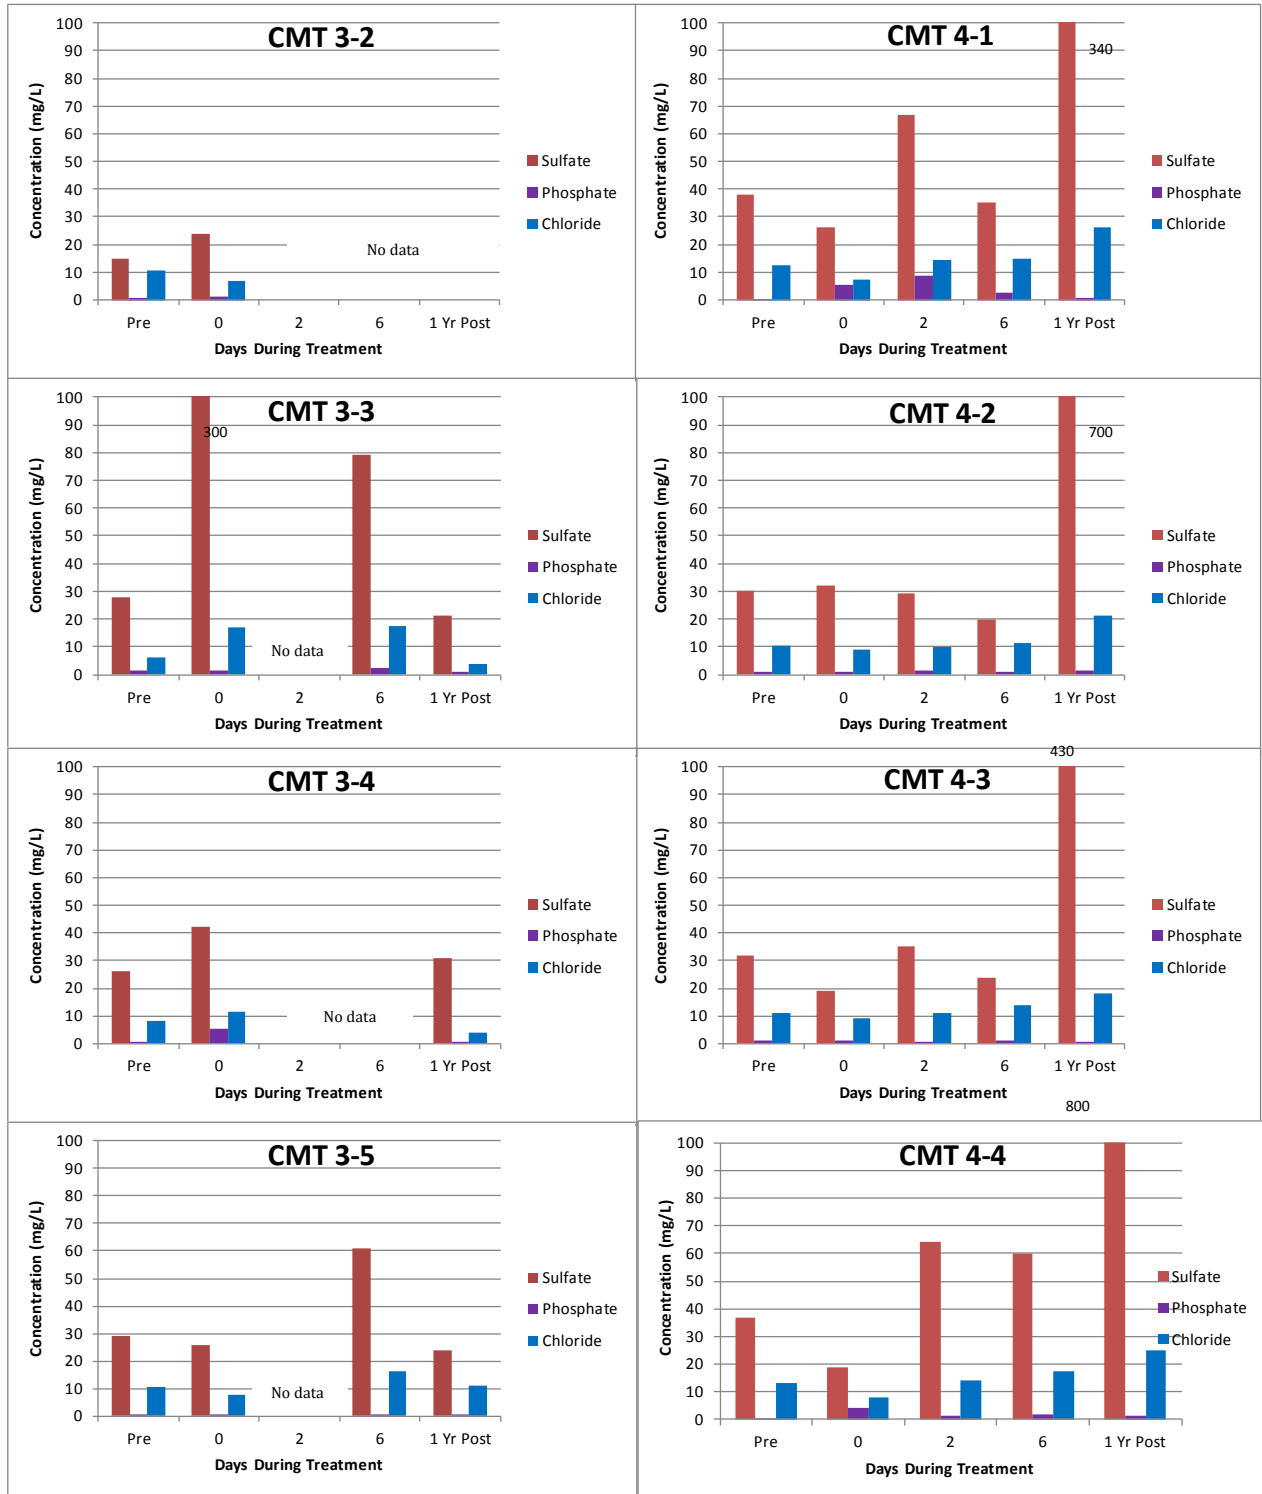 CMT 3-2
100
90
80
70
60
50
40
30
20
10
0
Concentration (mg/L)
No data
Pre 0 2 6 1 Yr Post
Days During Treatment
Sulfate
Phosphate
Chloride
CMT 4-1
340
100
90
80
70
60
50
40
30
20
10
0
Concentration (mg/L)
Pre 0 2 6 1 Yr Post
Days During Treatment
Sulfate
Phosphate
Chloride
CMT 3-3
300
100
90
80
70
60
50
40
30
20
10
0
Concentration (mg/L)
No data
Pre 0 2 6 1 Yr Post
Days During Treatment
Sulfate
Phosphate
Chloride
CMT 4-2
700
100
90
80
70
60
50
40
30
20
10
0
Concentration (mg/L)
Pre 0 2 6 1 Yr Post
Days During Treatment
Sulfate
Phosphate
Chloride
CMT 3-4
100
90
80
70
60
50
40
30
20
10
0
Concentration (mg/L)
No data
Pre 0 2 6 1 Yr Post
Days During Treatment
Sulfate
Phosphate
Chloride
430
CMT 4-3
100
90
80
70
60
50
40
30
20
10
0
Concentration (mg/L)
Pre 0 2 6 1 Yr Post
Days During Treatment
Sulfate
Phosphate
Chloride
CMT 3-5
100
90
80
70
60
50
40
30
20
10
0
Concentration (mg/L)
No data
Pre 0 2 6 1 Yr Post
Days During Treatment
Sulfate
Phosphate
Chloride
800
CMT 4-4
100
90
80
70
60
50
40
30
20
10
0
Concentration (mg/L)
Pre 0 2 6 1 Yr Post
Days During Treatment
Sulfate
Phosphate
Chloride